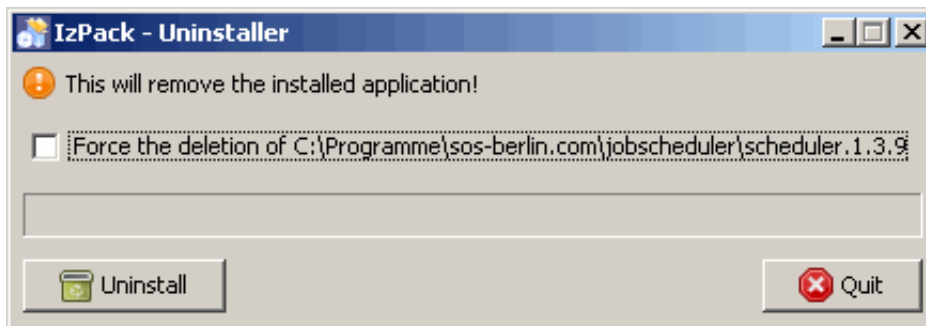 IzPack - Uninstaller
This will remove the installed application!
Force the deletion of C:\Programme\sos-berlin.com\jobscheduler\scheduler.1.3.9
Uninstall
Quit